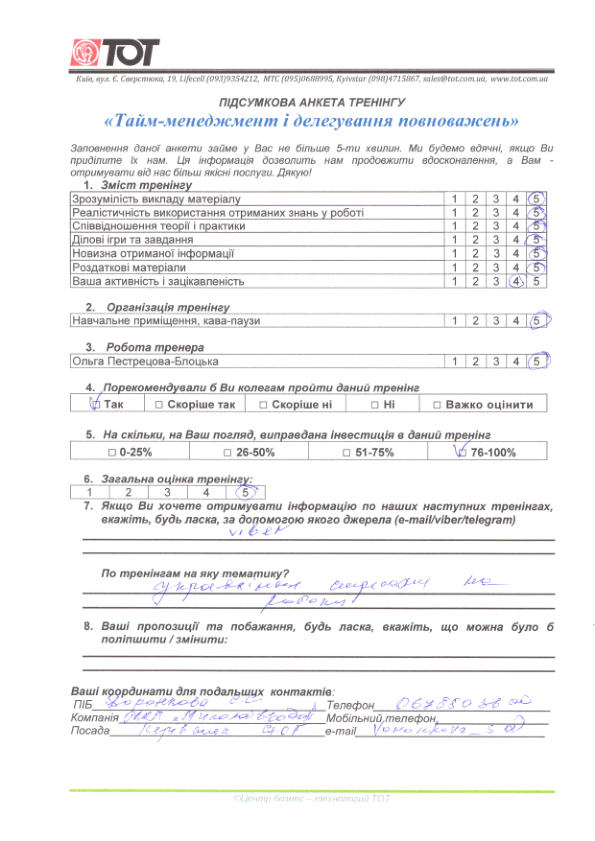 ТОТ
Київ, вул. Є. Сверстюка, 19, Lifecell (093)9354212, МТС (095)0688995, Kyivstar (098)4715867, sales@tot.com.ua, www.tot.com.ua
ПІДСУМКОВА АНКЕТА ТРЕНІНГУ
«Тайм-менеджмент і делегування повноважень»
Заповнення даної анкети займе у Вас не більше 5-ти хвилин. Ми будемо вдячні, якщо Ви
приділите їх нам. Ця інформація дозволить нам продовжити вдосконалення, а Вам -
отримувати від нас більш якісні послуги. Дякую!
1. Зміст тренінгу
Зрозумілість викладу матеріалу 1 2 3 4 5
Реалістичність використання отриманих знань у роботі 1 2 3 4 5
Співвідношення теорії і практики 1 2 3 4 5
Ділові ігри та завдання 1 2 3 4 5
Новизна отриманої інформації 1 2 3 4 5
Роздаткові матеріали 1 2 3 4 5
Ваша активність і зацікавленість 1 2 3 4 5
2. Організація тренінгу
Навчальне приміщення, кава-паузи 1 2 3 4 5
3. Робота тренера
Ольга Пестрецова-Блоцька 1 2 3 4 5
4. Порекомендували б Ви колегам пройти даний тренінг
□ Так □ Скоріше так □ Скоріше ні □ Ні □ Важко оцінити
5. На скільки, на Ваш погляд, виправдана інвестиція в даний тренінг
□ 0-25% □ 26-50% □ 51-75% □ 76-100%
6. Загальна оцінка тренінгу:
1 2 3 4 5
7. Якщо Ви хочете отримувати інформацію по наших наступних тренінгах,
вкажіть, будь ласка, за допомогою якого джерела (e-mail/viber/telegram)
viber
По тренінгам на яку тематику?
управління на
роботі
8. Ваші пропозиції та побажання, будь ласка, вкажіть, що можна було б
поліпшити / змінити:
Ваші координати для подальших контактів:
ПІБ Телефон
Компанія Мобільний телефон
Посада Керівник e-mail
©Центр бизнес – технологий ТОТ